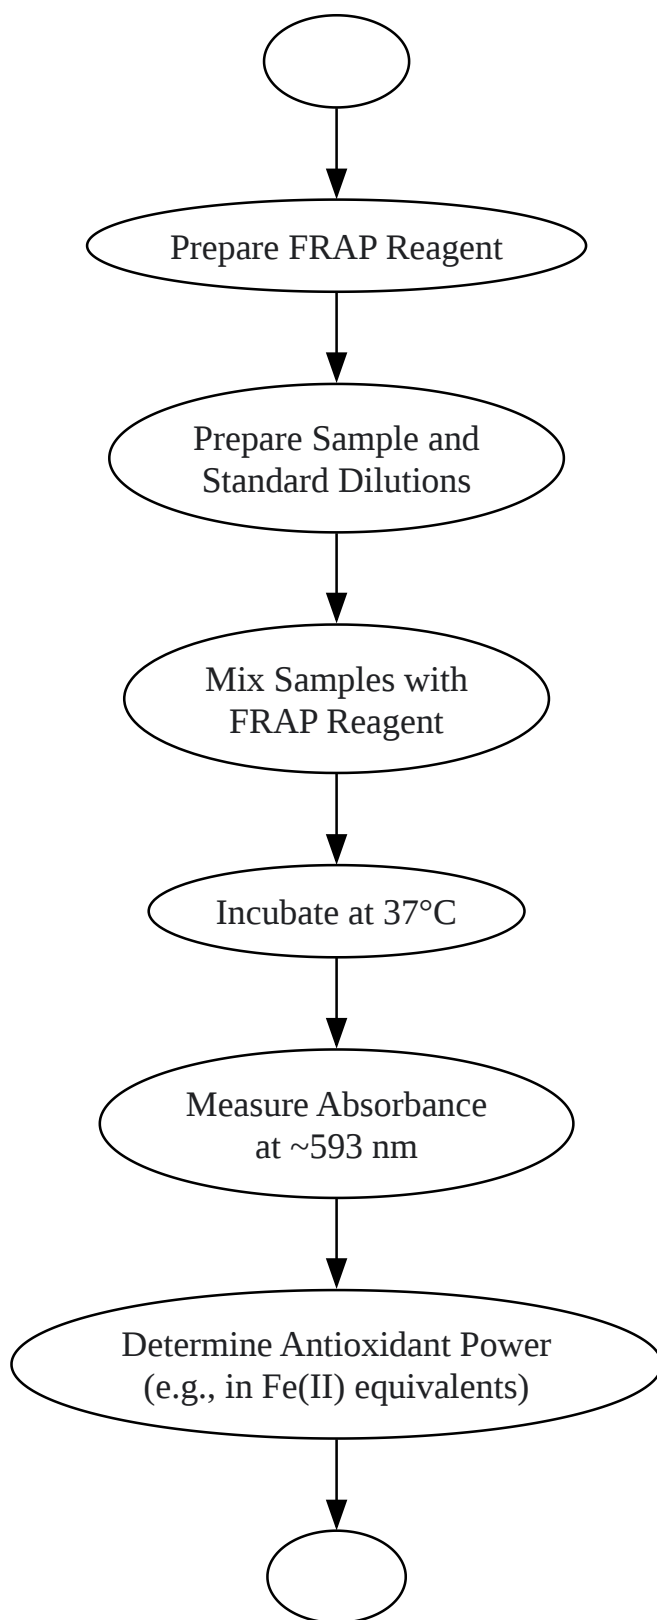 Prepare FRAP Reagent
Prepare Sample and
Standard Dilutions
Mix Samples with
FRAP Reagent
Incubate at 37°C
Measure Absorbance
at ~593 nm
Determine Antioxidant Power
(e.g., in Fe(II) equivalents)